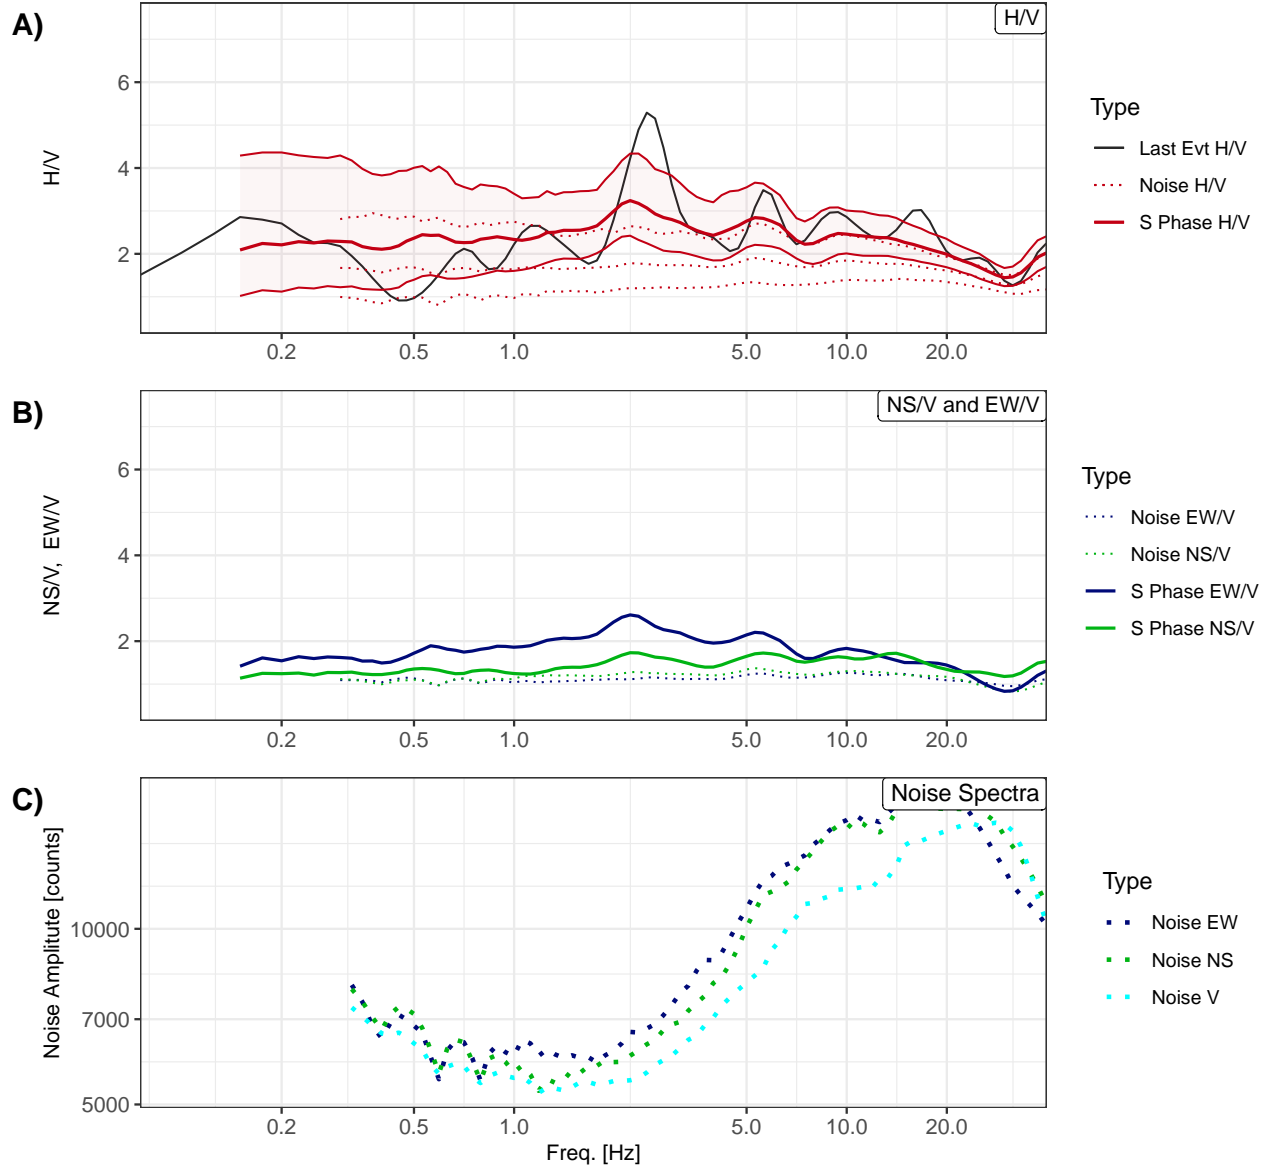 A)
H/V
6
4
2
H/V
0.2 0.5 1.0 5.0 10.0 20.0
Type
Last Evt H/V
Noise H/V
S Phase H/V
B)
NS/V and EW/V
6
4
2
NS/V,  EW/V
0.2 0.5 1.0 5.0 10.0 20.0
Type
Noise EW/V
Noise NS/V
S Phase EW/V
S Phase NS/V
C)
Noise Spectra
10000
7000
5000
Noise Amplitute [counts]
0.2 0.5 1.0 5.0 10.0 20.0
Freq. [Hz]
Type
Noise EW
Noise NS
Noise V